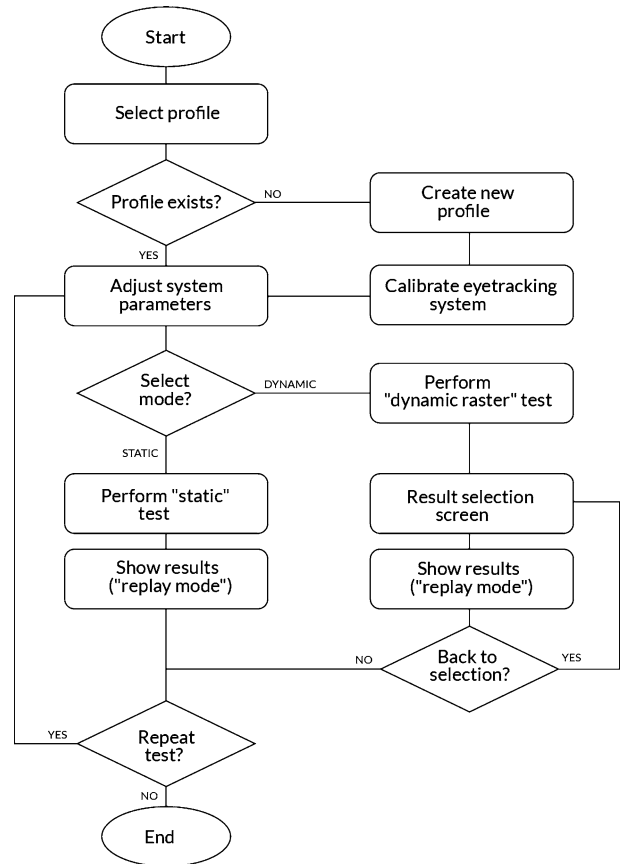 Start
Select profile
Profile exists?
NO
Create new
profile
YES
Adjust system
parameters
Calibrate eyetracking
system
Select
mode?
DYNAMIC
Perform
"dynamic raster" test
STATIC
Perform "static"
test
Result selection
screen
Show results
("replay mode")
Show results
("replay mode")
Back to
selection?
NO
YES
Repeat
test?
YES
NO
End